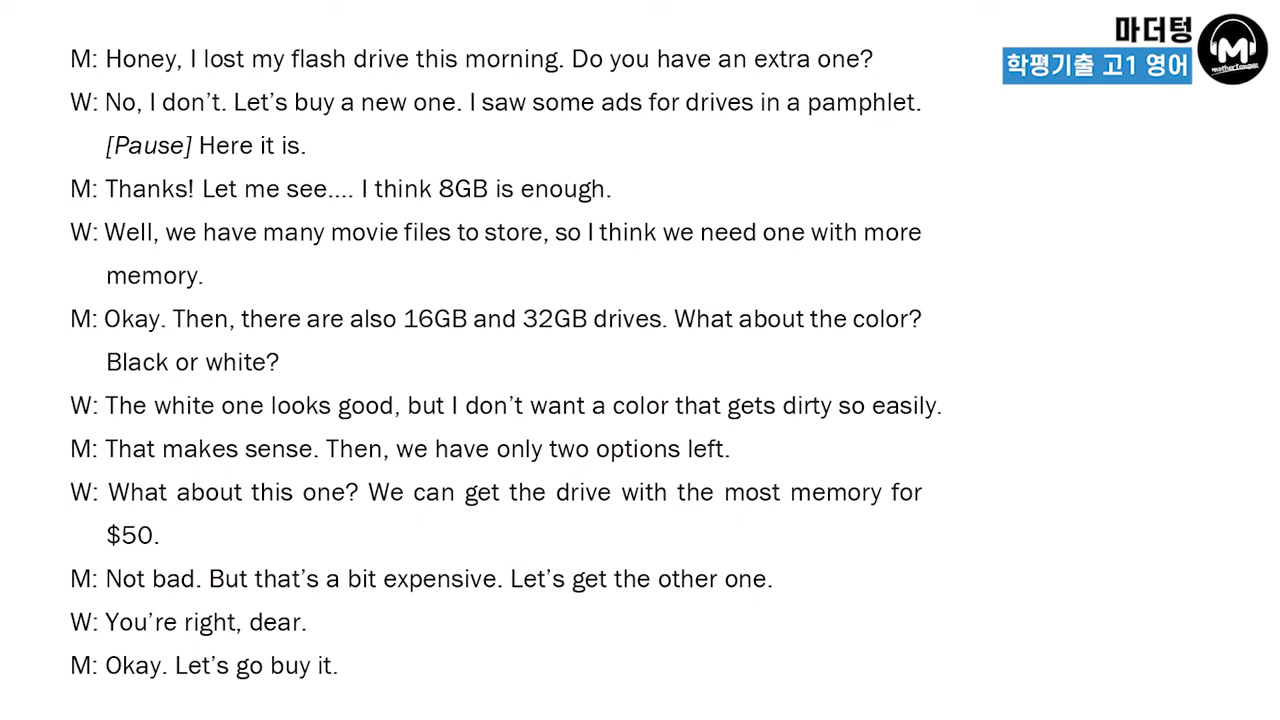 마더텅
학평기출 고1 영어
M
mothertongue
M: Honey, I lost my flash drive this morning. Do you have an extra one?
W: No, I don't. Let's buy a new one. I saw some ads for drives in a pamphlet.
[Pause] Here it is.
M: Thanks! Let me see.... I think 8GB is enough.
W: Well, we have many movie files to store, so I think we need one with more
memory.
M: Okay. Then, there are also 16GB and 32GB drives. What about the color?
Black or white?
W: The white one looks good, but I don't want a color that gets dirty so easily.
M: That makes sense. Then, we have only two options left.
W: What about this one? We can get the drive with the most memory for
$50.
M: Not bad. But that's a bit expensive. Let's get the other one.
W: You're right, dear.
M: Okay. Let's go buy it.